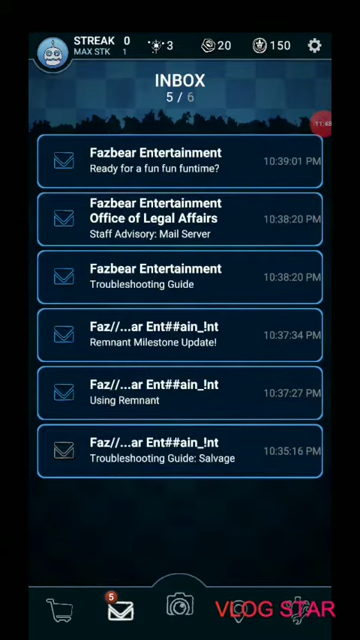 STREAK 0 3 20 150
MAX STK 1
INBOX
5 / 6
11:48
Fazbear Entertainment
Ready for a fun fun funtime?
10:39:01 PM
Fazbear Entertainment
Office of Legal Affairs
Staff Advisory: Mail Server
10:38:20 PM
Fazbear Entertainment
Troubleshooting Guide
10:38:20 PM
Faz//...ar Ent##ain_!nt
Remnant Milestone Update!
10:37:34 PM
Faz//...ar Ent##ain_!nt
Using Remnant
10:37:27 PM
Faz//...ar Ent##ain_!nt
Troubleshooting Guide: Salvage
10:35:16 PM
5
VLOG STAR